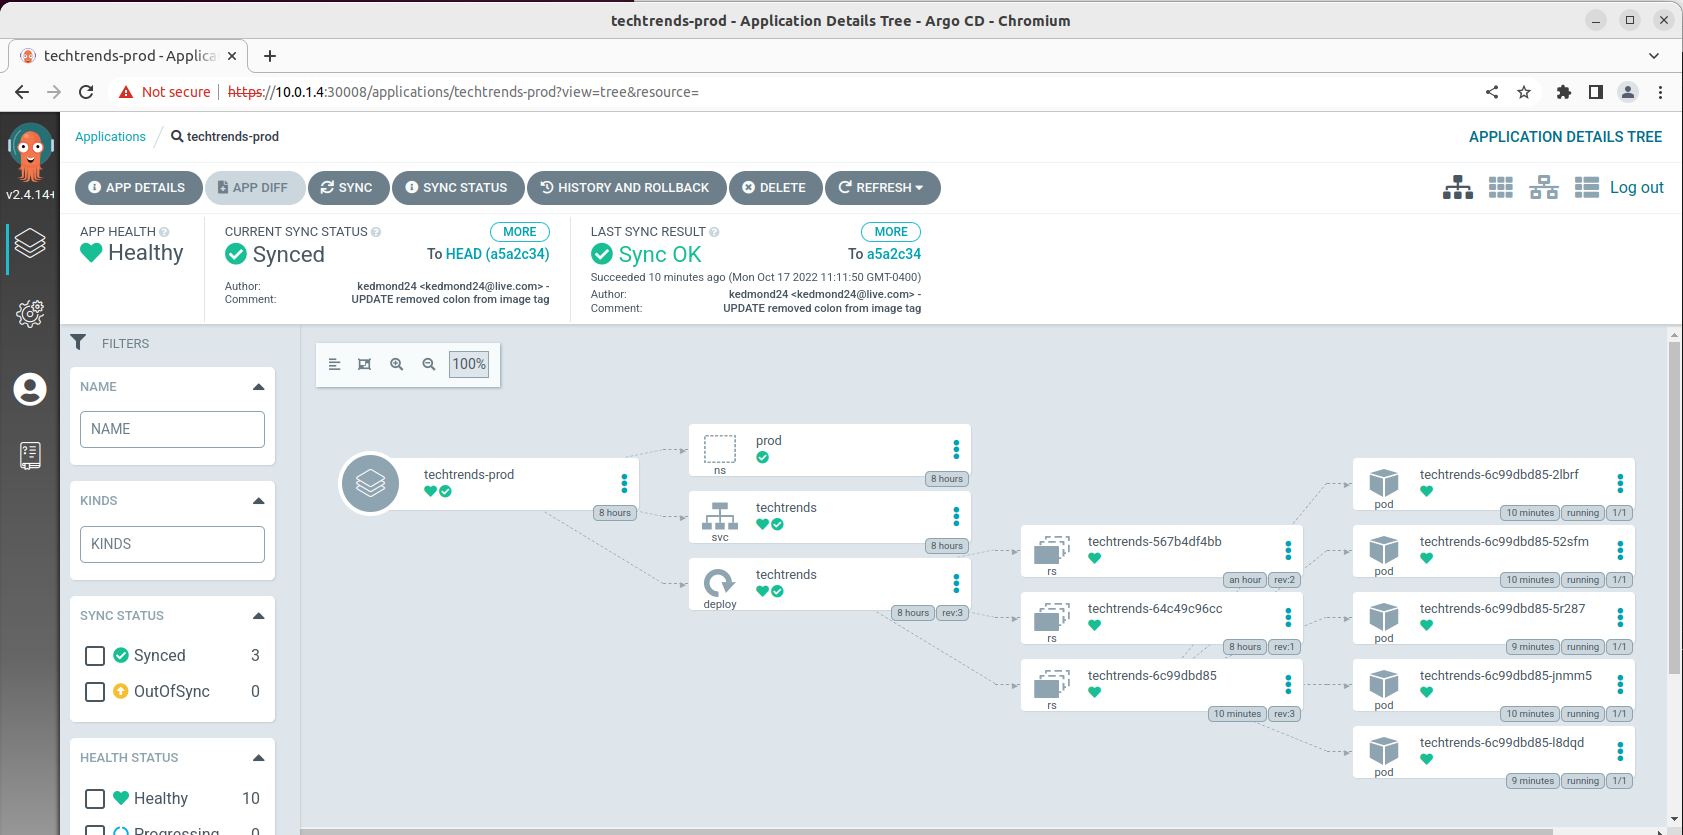 techtrends-prod - Application Details Tree - Argo CD - Chromium
techtrends-prod - Applica
Not secure https://10.0.1.4:30008/applications/techtrends-prod?view=tree&resource=
v2.4.14+
Applications / techtrends-prod
APPLICATION DETAILS TREE
APP DETAILS
APP DIFF
SYNC
SYNC STATUS
HISTORY AND ROLLBACK
DELETE
REFRESH
Log out
APP HEALTH
Healthy
CURRENT SYNC STATUS
MORE
Synced
To HEAD (a5a2c34)
Author: kedmond24 <kedmond24@live.com> -
Comment: UPDATE removed colon from image tag
LAST SYNC RESULT
MORE
Sync OK
To a5a2c34
Succeeded 10 minutes ago (Mon Oct 17 2022 11:11:50 GMT-0400)
Author: kedmond24 <kedmond24@live.com> -
Comment: UPDATE removed colon from image tag
FILTERS
NAME
NAME
KINDS
KINDS
SYNC STATUS
Synced 3
OutOfSync 0
HEALTH STATUS
Healthy 10
Progressing 0
100%
techtrends-prod
8 hours
prod
ns
8 hours
techtrends
svc
8 hours
techtrends
deploy
8 hours rev:3
techtrends-567b4df4bb
rs
an hour rev:2
techtrends-64c49c96cc
rs
8 hours rev:1
techtrends-6c99dbd85
rs
10 minutes rev:3
techtrends-6c99dbd85-2lbrf
pod
10 minutes running 1/1
techtrends-6c99dbd85-52sfm
pod
10 minutes running 1/1
techtrends-6c99dbd85-5r287
pod
9 minutes running 1/1
techtrends-6c99dbd85-jnmm5
pod
10 minutes running 1/1
techtrends-6c99dbd85-l8dqd
pod
9 minutes running 1/1